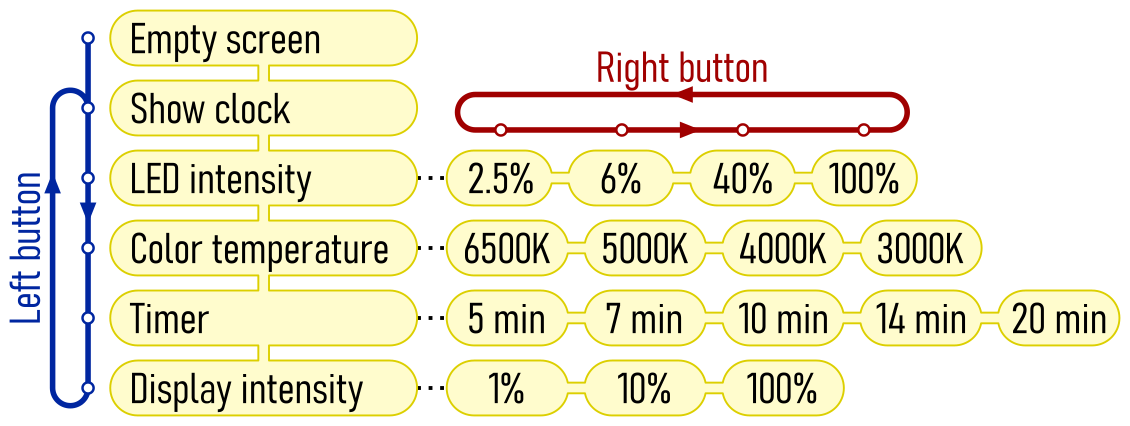 Empty screen
Right button
Show clock
LED intensity ... 2.5% 6% 40% 100%
Left button
Color temperature ... 6500K 5000K 4000K 3000K
Timer ... 5 min 7 min 10 min 14 min 20 min
Display intensity ... 1% 10% 100%